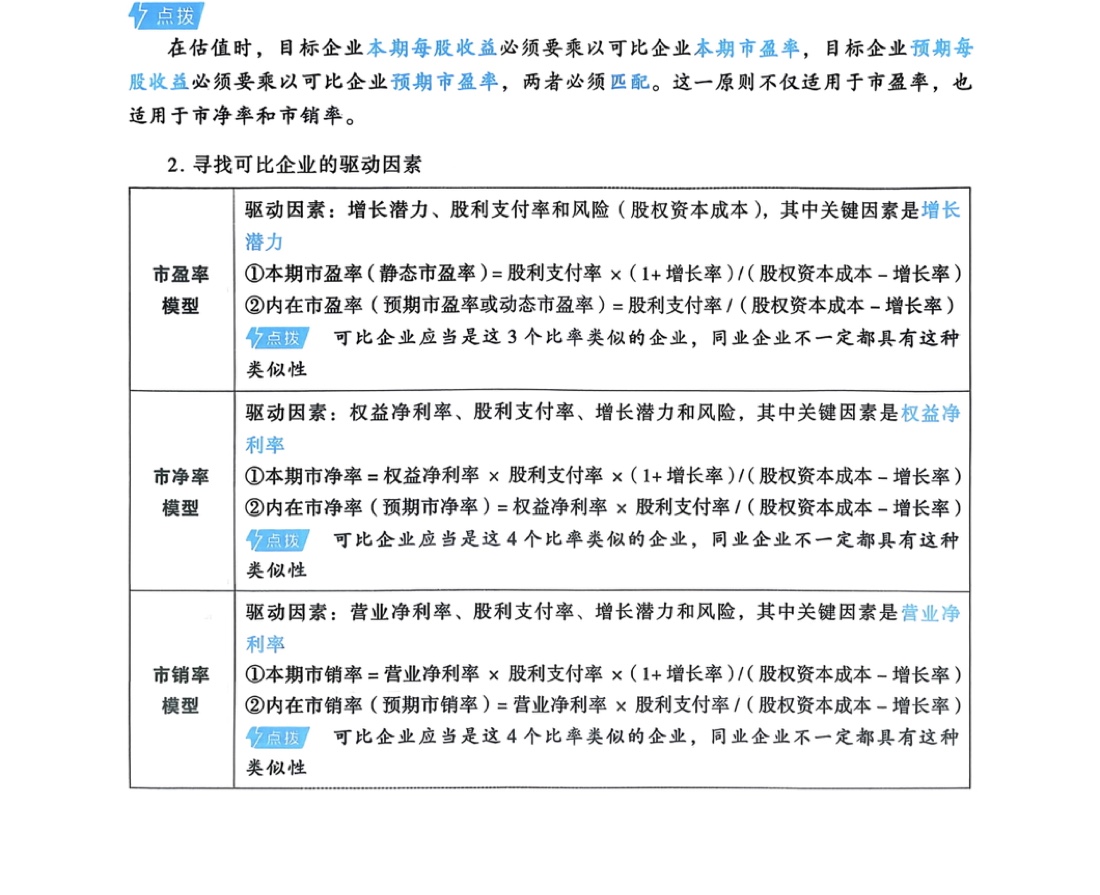 点拨
在估值时，目标企业本期每股收益必须要乘以可比企业本期市盈率，目标企业预期每
股收益必须要乘以可比企业预期市盈率，两者必须匹配。这一原则不仅适用于市盈率，也
适用于市净率和市销率。
2. 寻找可比企业的驱动因素
驱动因素：增长潜力、股利支付率和风险（股权资本成本），其中关键因素是增长
潜力
市盈率
模型
①本期市盈率（静态市盈率）= 股利支付率 ×（1+ 增长率）/（股权资本成本 - 增长率）
②内在市盈率（预期市盈率或动态市盈率）= 股利支付率 /（股权资本成本 - 增长率）
点拨 可比企业应当是这 3 个比率类似的企业，同业企业不一定都具有这种
类似性
驱动因素：权益净利率、股利支付率、增长潜力和风险，其中关键因素是权益净
利率
市净率
模型
①本期市净率 = 权益净利率 × 股利支付率 ×（1+ 增长率）/（股权资本成本 - 增长率）
②内在市净率（预期市净率）= 权益净利率 × 股利支付率 /（股权资本成本 - 增长率）
点拨 可比企业应当是这 4 个比率类似的企业，同业企业不一定都具有这种
类似性
驱动因素：营业净利率、股利支付率、增长潜力和风险，其中关键因素是营业净
利率
市销率
模型
①本期市销率 = 营业净利率 × 股利支付率 ×（1+ 增长率）/（股权资本成本 - 增长率）
②内在市销率（预期市销率）= 营业净利率 × 股利支付率 /（股权资本成本 - 增长率）
点拨 可比企业应当是这 4 个比率类似的企业，同业企业不一定都具有这种
类似性